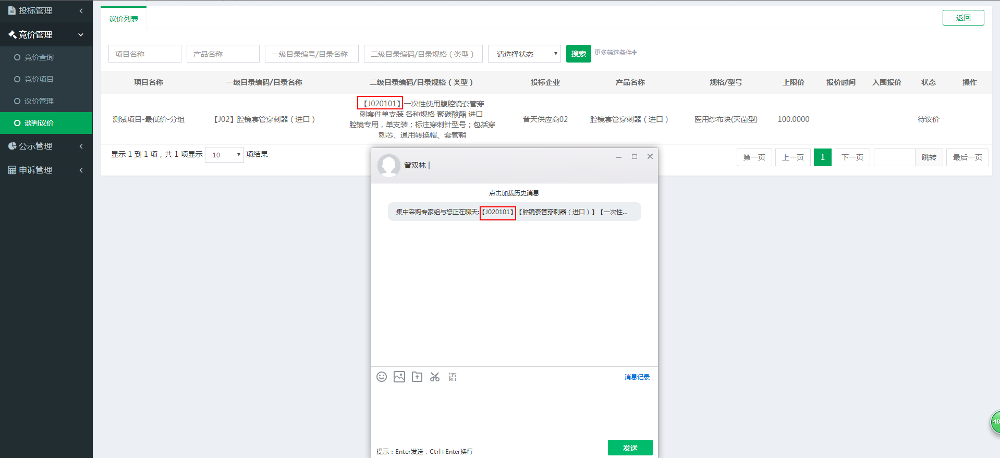 投标管理
竞价管理
竞价查询
竞价项目
议价管理
谈判议价
公示管理
申诉管理
议价列表
返回
项目名称
产品名称
一级目录编号/目录名称
二级目录编码/目录规格（类型）
请选择状态
搜索
更多筛选条件
项目名称
一级目录编码/目录名称
二级目录编码/目录规格（类型）
投标企业
产品名称
规格/型号
上限价
报价时间
入围报价
状态
操作
测试项目-最低价-分组
【J02】腔镜套管穿刺器（进口）
【J020101】一次性使用腹腔镜套管穿
刺套件单支装 各种规格 聚碳酸酯 进口
腔镜专用，单支装；标注穿刺针型号；包括穿
刺芯、通用转换帽、套管鞘
普天供应商02
腔镜套管穿刺器（进口）
医用纱布块(灭菌型)
100.0000
待议价
显示 1 到 1 项，共 1 项显示 10 项结果
第一页
上一页
1
下一页
跳转
最后一页
曾双林 |
点击加载历史消息
集中采购专家组与您正在聊天:【J020101】【腔镜套管穿刺器（进口）】【一次性...
语
消息记录
提示：Enter发送，Ctrl+Enter换行
发送
48